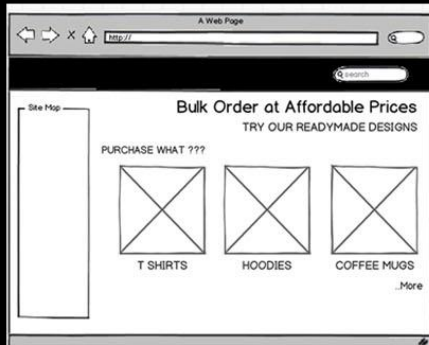 A Web Page
http://
search
Site Map
Bulk Order at Affordable Prices
TRY OUR READYMADE DESIGNS
PURCHASE WHAT ???
T SHIRTS HOODIES COFFEE MUGS
...More